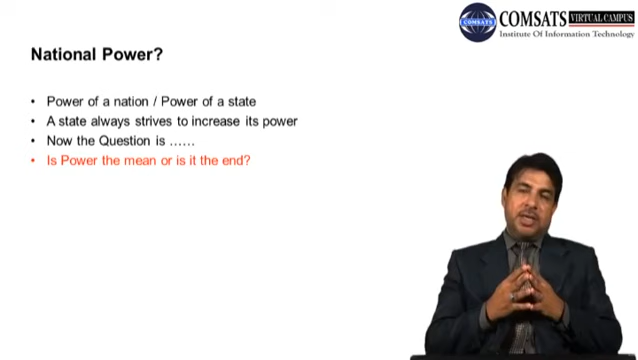 COMSATS VIRTUAL CAMPUS
Institute Of Information Technology
COMSATS
National Power?
• Power of a nation / Power of a state
• A state always strives to increase its power
• Now the Question is ......
• Is Power the mean or is it the end?